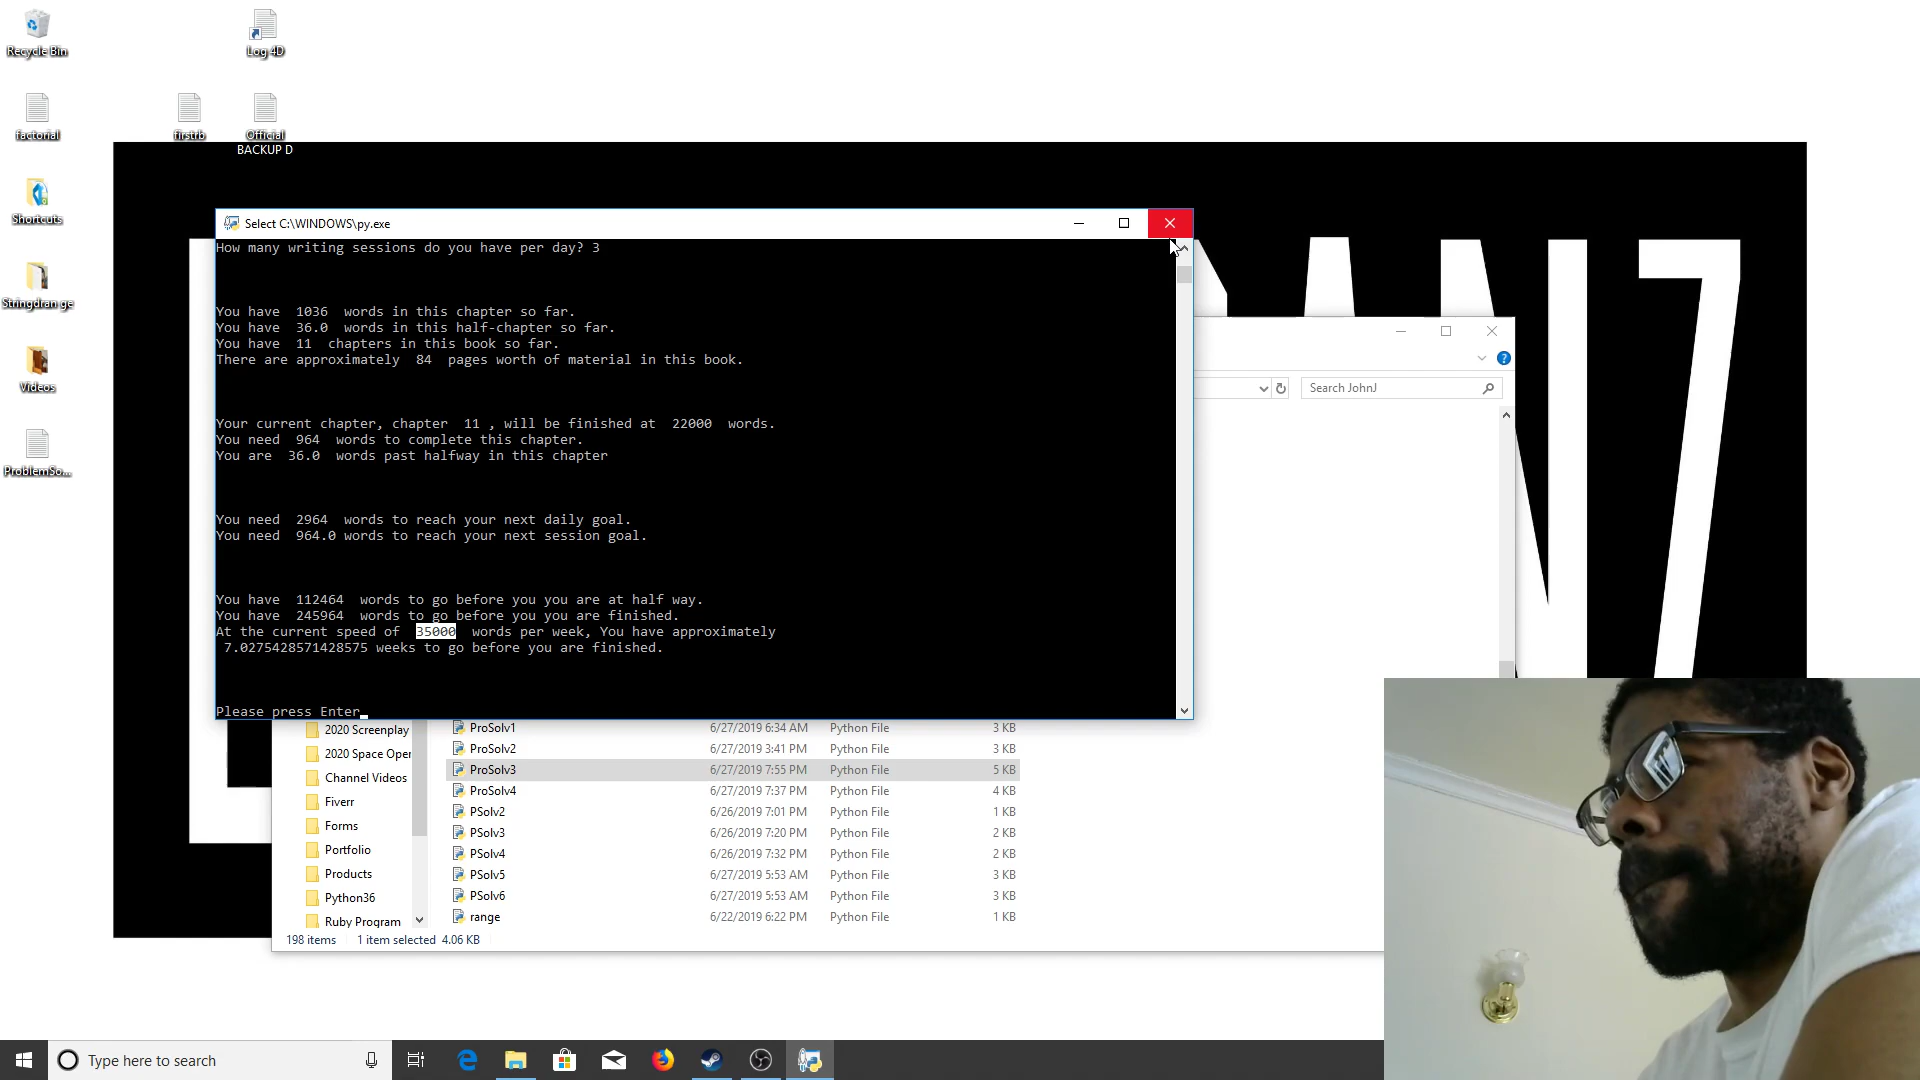 Recycle Bin
Log 4D
factorial
firstrb
Official
BACKUP D
Shortcuts
Stringdran ge
Videos
ProblemSo...
Select C:\WINDOWS\py.exe
How many writing sessions do you have per day? 3
You have  1036  words in this chapter so far.
You have  36.0  words in this half-chapter so far.
You have  11  chapters in this book so far.
There are approximately  84  pages worth of material in this book.
Your current chapter, chapter  11 , will be finished at  22000  words.
You need  964  words to complete this chapter.
You are  36.0  words past halfway in this chapter
You need  2964  words to reach your next daily goal.
You need  964.0 words to reach your next session goal.
You have  112464  words to go before you you are at half way.
You have  245964  words to go before you you are finished.
At the current speed of  35000  words per week, You have approximately
7.0275428571428575 weeks to go before you are finished.
Please press Enter
Search JohnJ
2020 Screenplay
2020 Space Oper
Channel Videos
Fiverr
Forms
Portfolio
Products
Python36
Ruby Program
ProSolv1 6/27/2019 6:34 AM Python File 3 KB
ProSolv2 6/27/2019 3:41 PM Python File 3 KB
ProSolv3 6/27/2019 7:55 PM Python File 5 KB
ProSolv4 6/27/2019 7:37 PM Python File 4 KB
PSolv2 6/26/2019 7:01 PM Python File 1 KB
PSolv3 6/26/2019 7:20 PM Python File 2 KB
PSolv4 6/26/2019 7:32 PM Python File 2 KB
PSolv5 6/27/2019 5:53 AM Python File 3 KB
PSolv6 6/27/2019 5:53 AM Python File 3 KB
range 6/22/2019 6:22 PM Python File 1 KB
198 items 1 item selected 4.06 KB
Type here to search